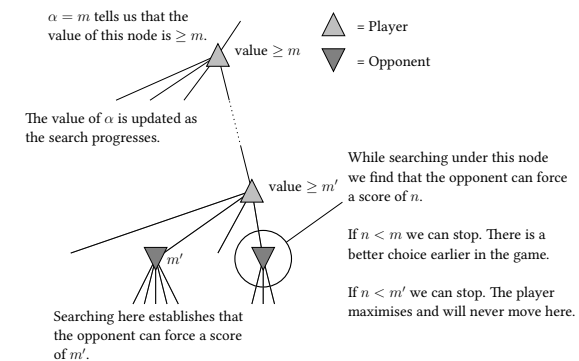 α = m tells us that the
value of this node is ≥ m.
value ≥ m
= Player
= Opponent
The value of α is updated as
the search progresses.
value ≥ m′
While searching under this node
we find that the opponent can force
a score of n.
If n < m we can stop. There is a
better choice earlier in the game.
If n < m′ we can stop. The player
maximises and will never move here.
m′
Searching here establishes that
the opponent can force a score
of m′.